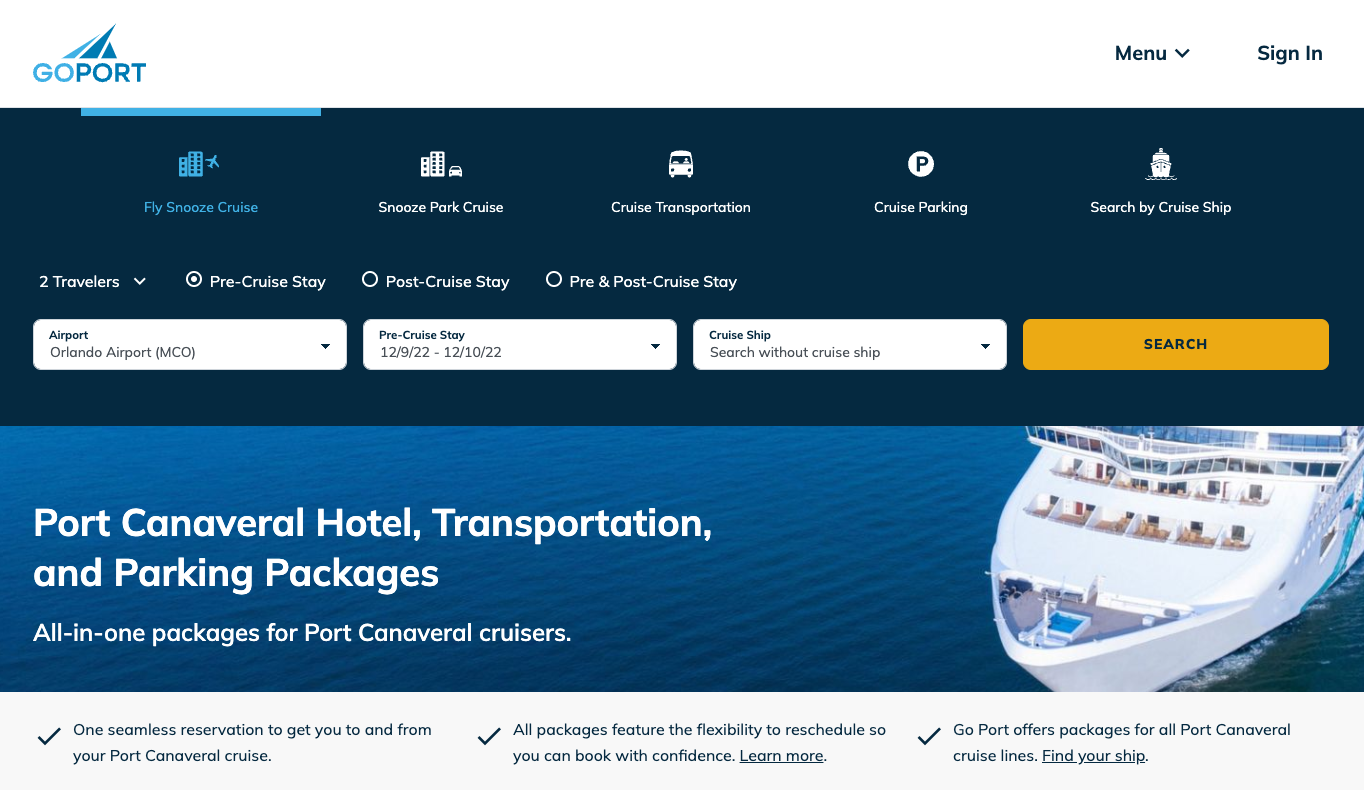 GOPORT
Menu
Sign In
Fly Snooze Cruise
Snooze Park Cruise
Cruise Transportation
P
Cruise Parking
Search by Cruise Ship
2 Travelers
Pre-Cruise Stay
Post-Cruise Stay
Pre & Post-Cruise Stay
Airport
Orlando Airport (MCO)
Pre-Cruise Stay
12/9/22 - 12/10/22
Cruise Ship
Search without cruise ship
SEARCH
Port Canaveral Hotel, Transportation,
and Parking Packages
All-in-one packages for Port Canaveral cruisers.
One seamless reservation to get you to and from
your Port Canaveral cruise.
All packages feature the flexibility to reschedule so
you can book with confidence. Learn more.
Go Port offers packages for all Port Canaveral
cruise lines. Find your ship.